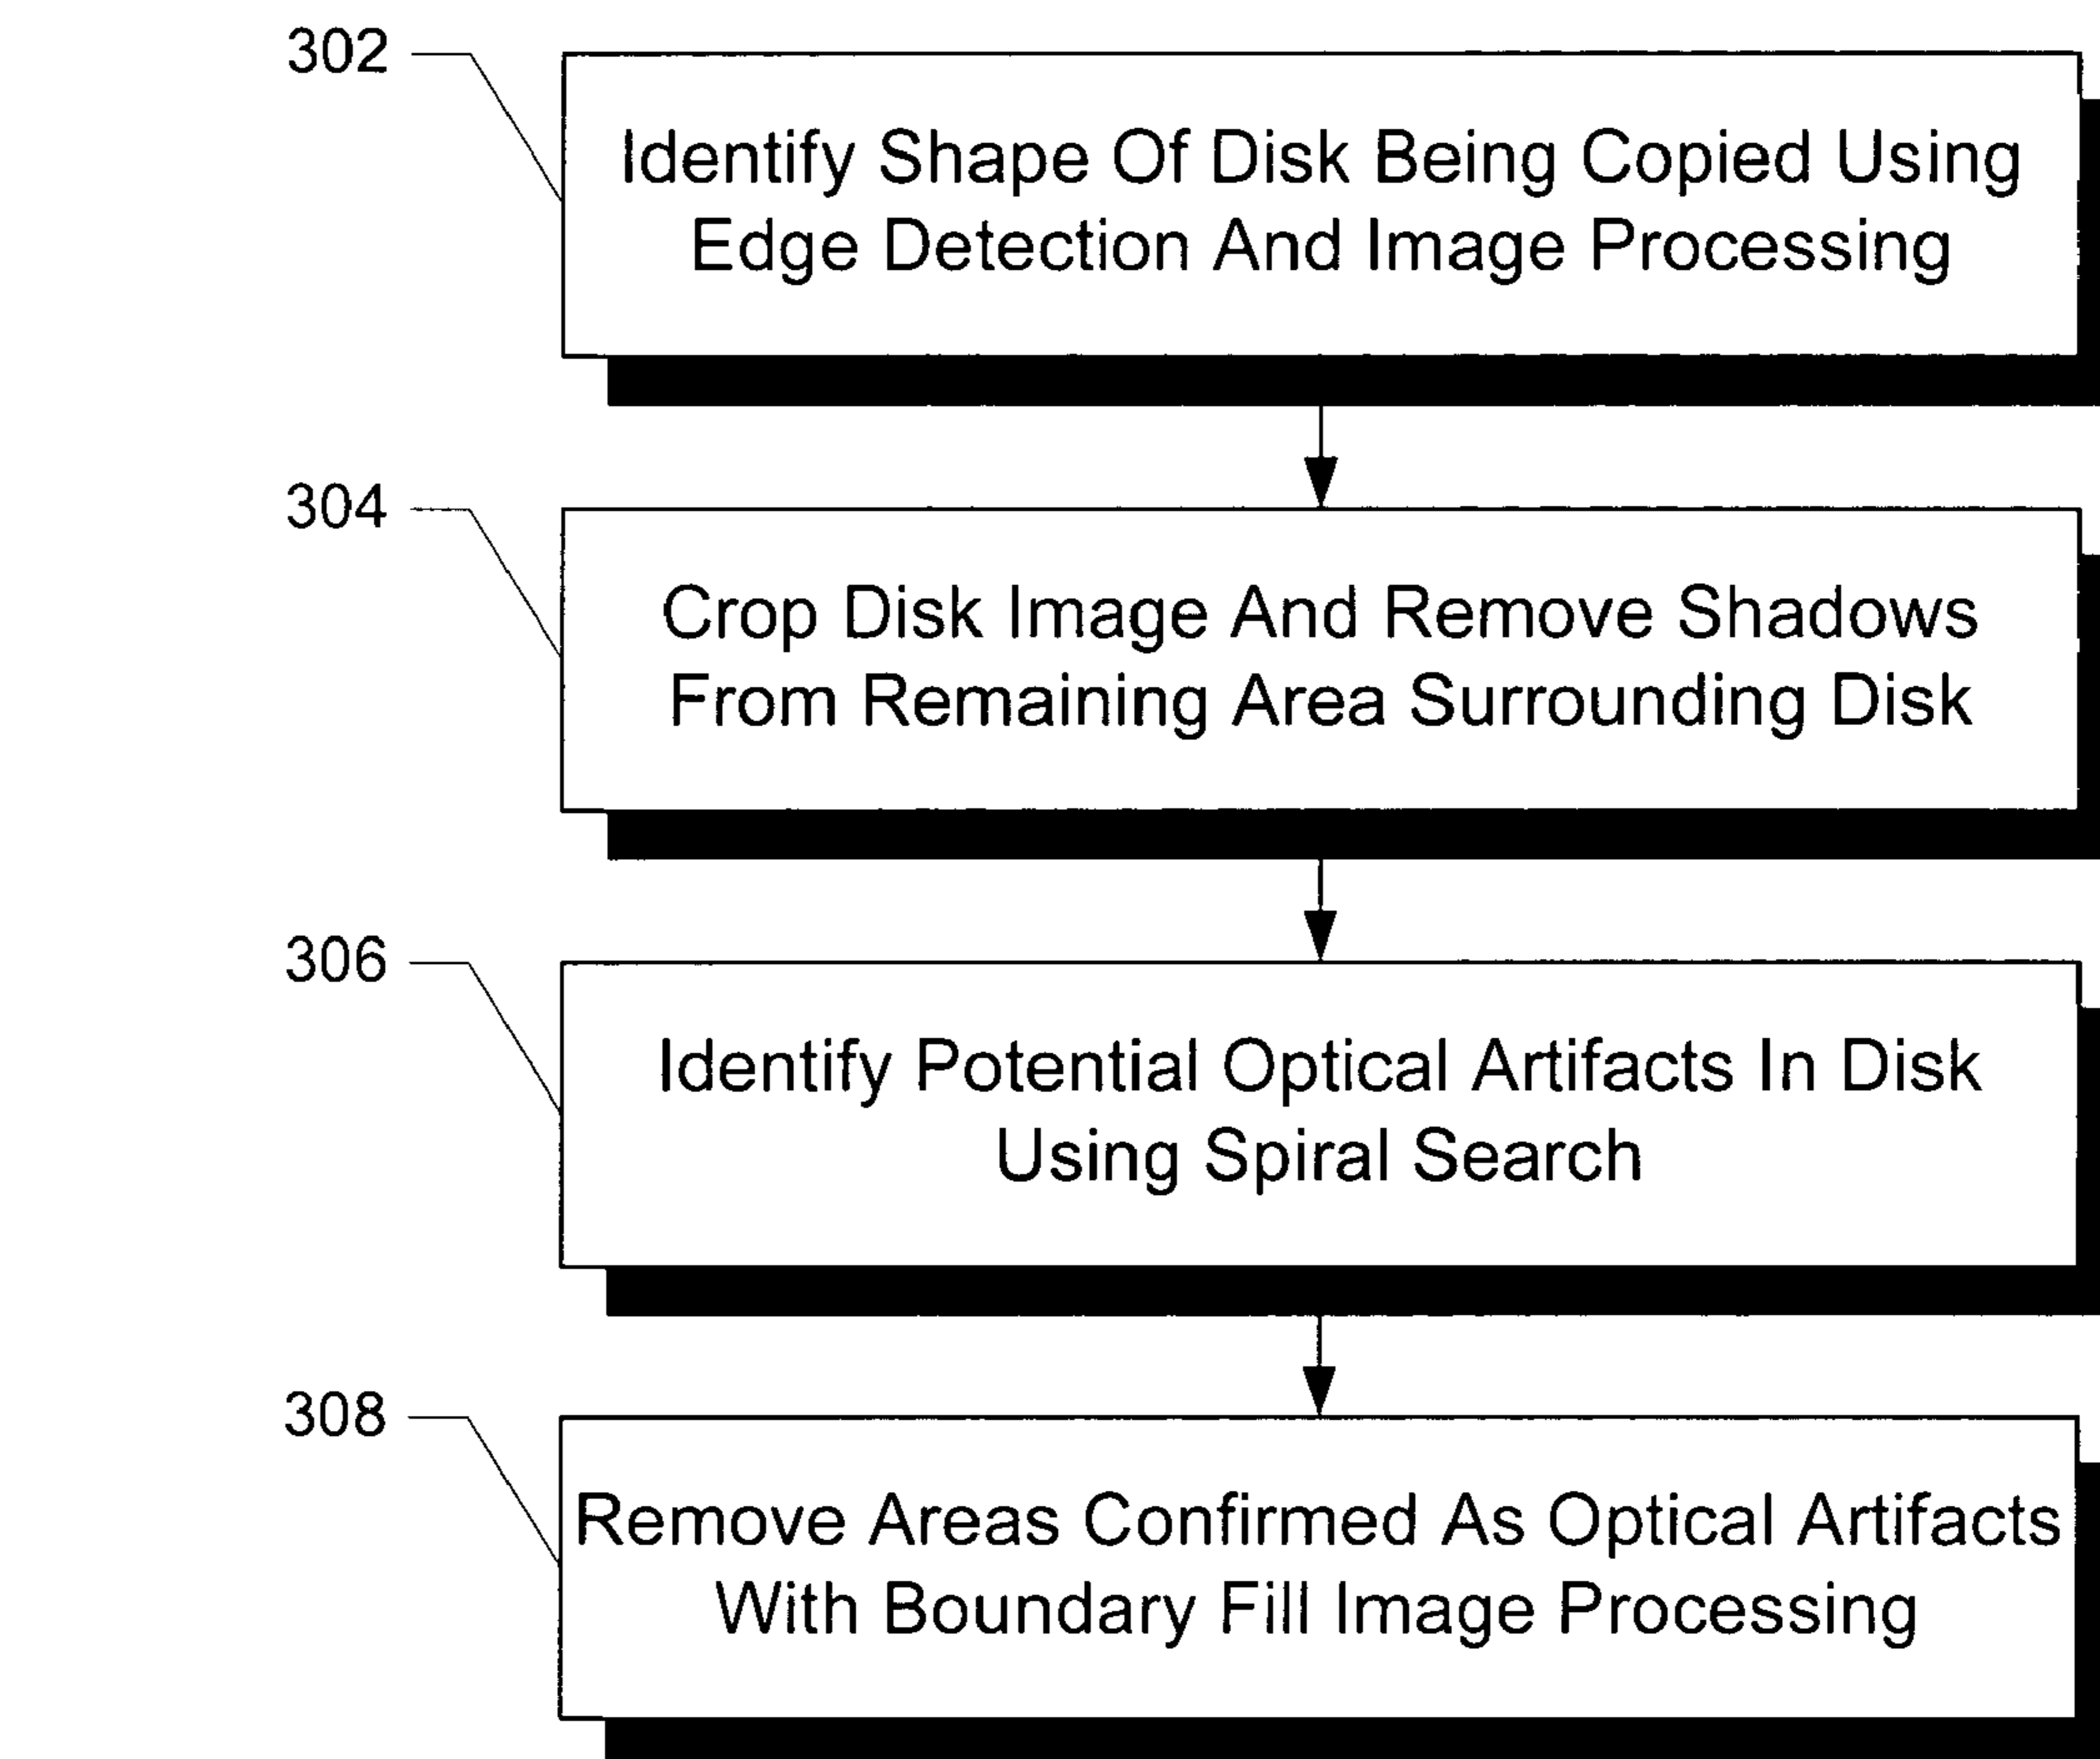 302
Identify Shape Of Disk Being Copied Using
Edge Detection And Image Processing
304
Crop Disk Image And Remove Shadows
From Remaining Area Surrounding Disk
306
Identify Potential Optical Artifacts In Disk
Using Spiral Search
308
Remove Areas Confirmed As Optical Artifacts
With Boundary Fill Image Processing